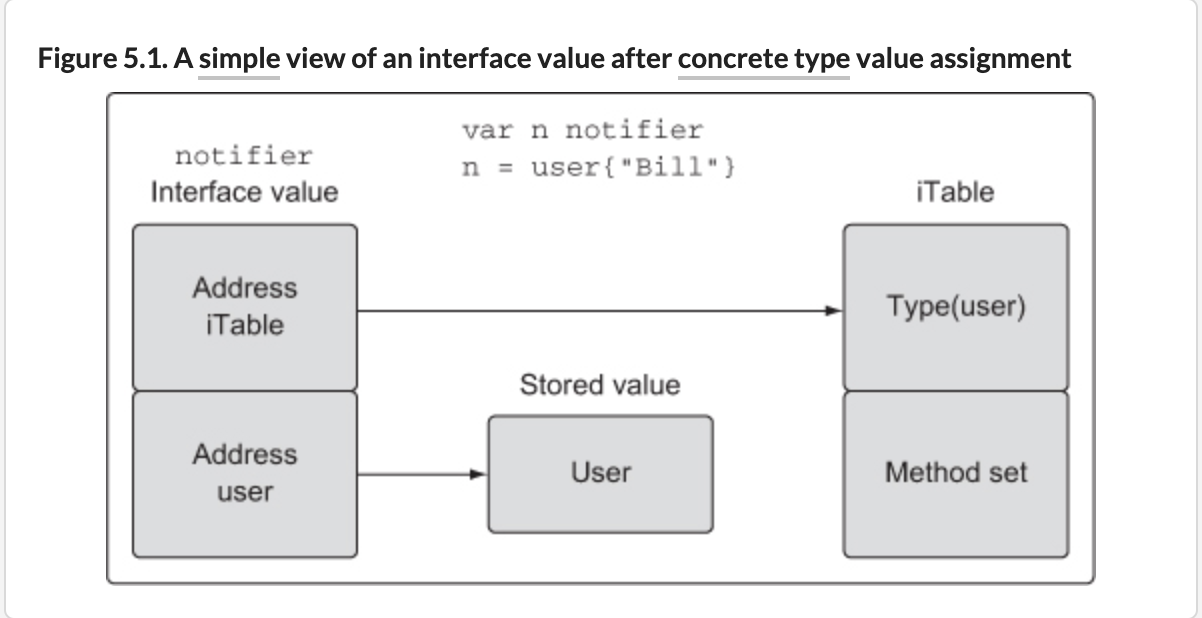 Figure 5.1. A simple view of an interface value after concrete type value assignment
var n notifier
n = user{"Bill"}
notifier
Interface value
iTable
Address
iTable
Type(user)
Stored value
Address
user
User
Method set